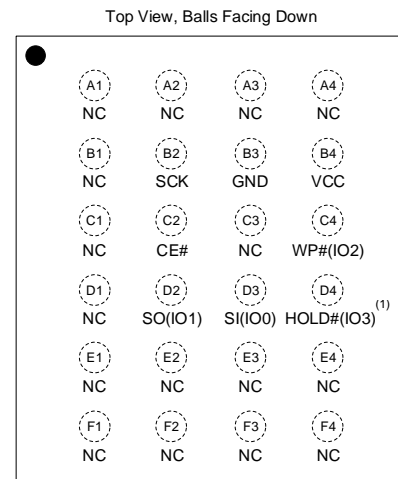 Top View, Balls Facing Down
A1 A2 A3 A4
NC NC NC NC
B1 B2 B3 B4
NC SCK GND VCC
C1 C2 C3 C4
NC CE# NC WP#(IO2)
D1 D2 D3 D4
NC SO(IO1) SI(IO0) HOLD#(IO3) (1)
E1 E2 E3 E4
NC NC NC NC
F1 F2 F3 F4
NC NC NC NC